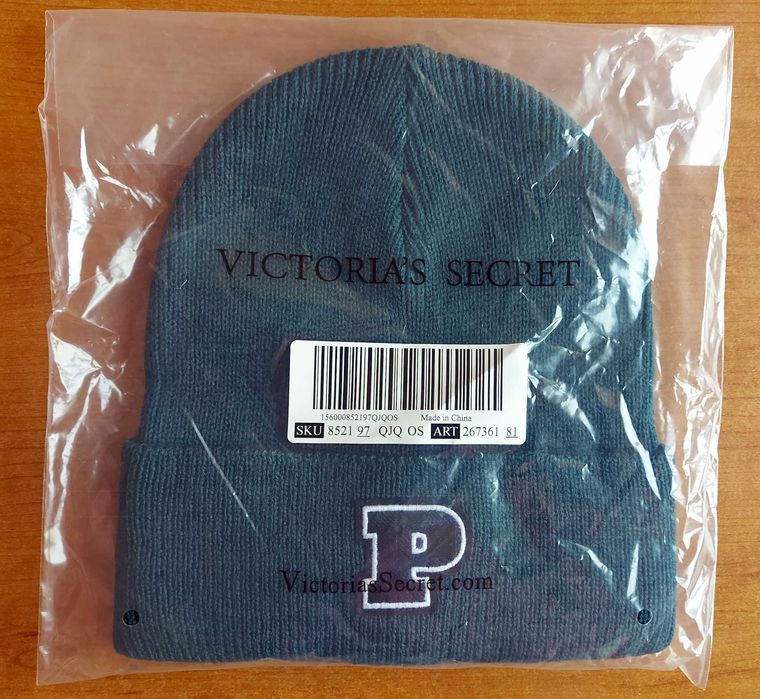 VICTORIA'S SECRET
156000852197QJQOS Made in China
SKU 8521 97 QJQ OS ART 267361 81
P
VictoriasSecret.com